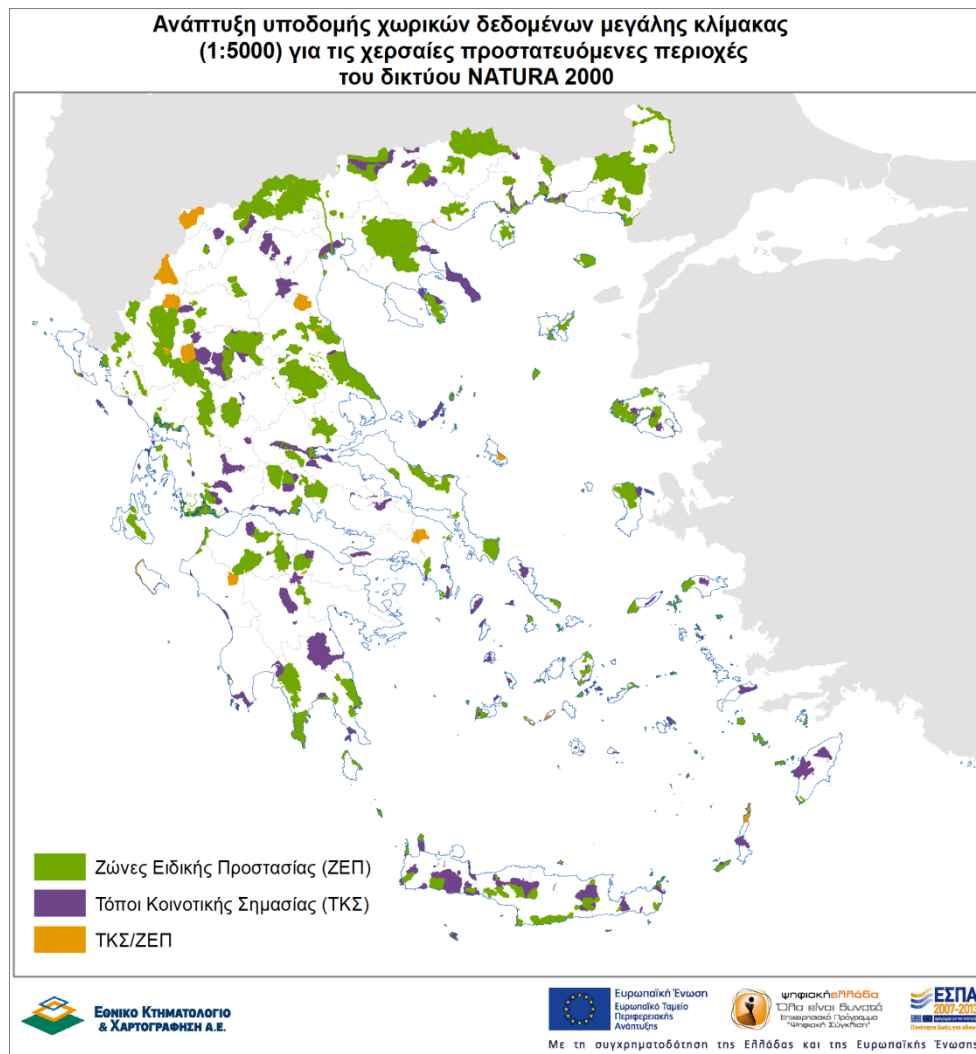 Ανάπτυξη υποδομής χωρικών δεδομένων μεγάλης κλίμακας
(1:5000) για τις χερσαίες προστατευόμενες περιοχές
του δικτύου NATURA 2000
Ζώνες Ειδικής Προστασίας (ΖΕΠ)
Τόποι Κοινοτικής Σημασίας (ΤΚΣ)
ΤΚΣ/ΖΕΠ
ΕΘΝΙΚΟ ΚΤΗΜΑΤΟΛΟΓΙΟ
& ΧΑΡΤΟΓΡΑΦΗΣΗ Α.Ε.
Ευρωπαϊκή Ένωση
Ευρωπαϊκό Ταμείο
Περιφερειακής
Ανάπτυξης
ψηφιακήελλάδα
Όλα είναι δυνατά
Επιχειρησιακό Πρόγραμμα
"Ψηφιακή Σύγκλιση"
ΕΣΠΑ
2007-2013
Με τη συγχρηματοδότηση της Ελλάδας και της Ευρωπαϊκής Ένωσης